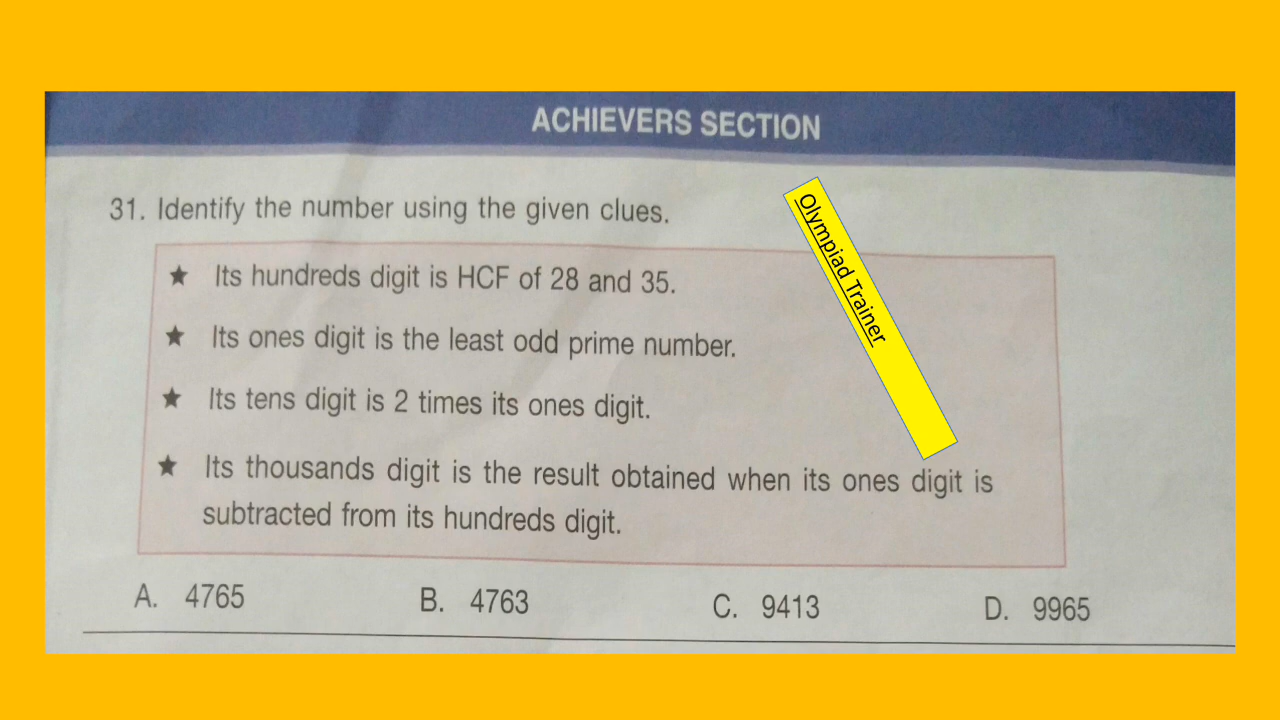 ACHIEVERS SECTION
31. Identify the number using the given clues.
★ Its hundreds digit is HCF of 28 and 35.
★ Its ones digit is the least odd prime number.
★ Its tens digit is 2 times its ones digit.
★ Its thousands digit is the result obtained when its ones digit is
subtracted from its hundreds digit.
A. 4765 B. 4763 C. 9413 D. 9965
Olympiad Trainer